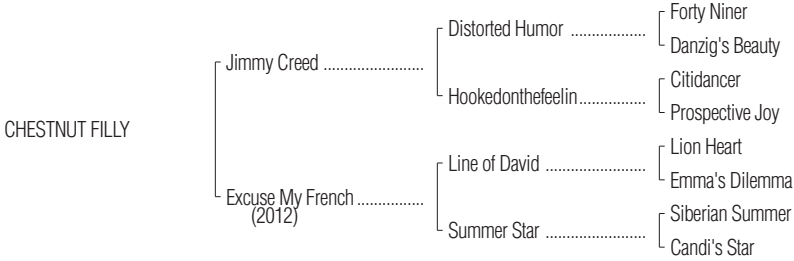 Forty Niner
Distorted Humor ..................
Danzig's Beauty
Jimmy Creed ........................
Citidancer
Hookedonthefeelin................
Prospective Joy
CHESTNUT FILLY
Lion Heart
Line of David ........................
Emma's Dilemma
Excuse My French ................
(2012)
Siberian Summer
Summer Star ........................
Candi's Star